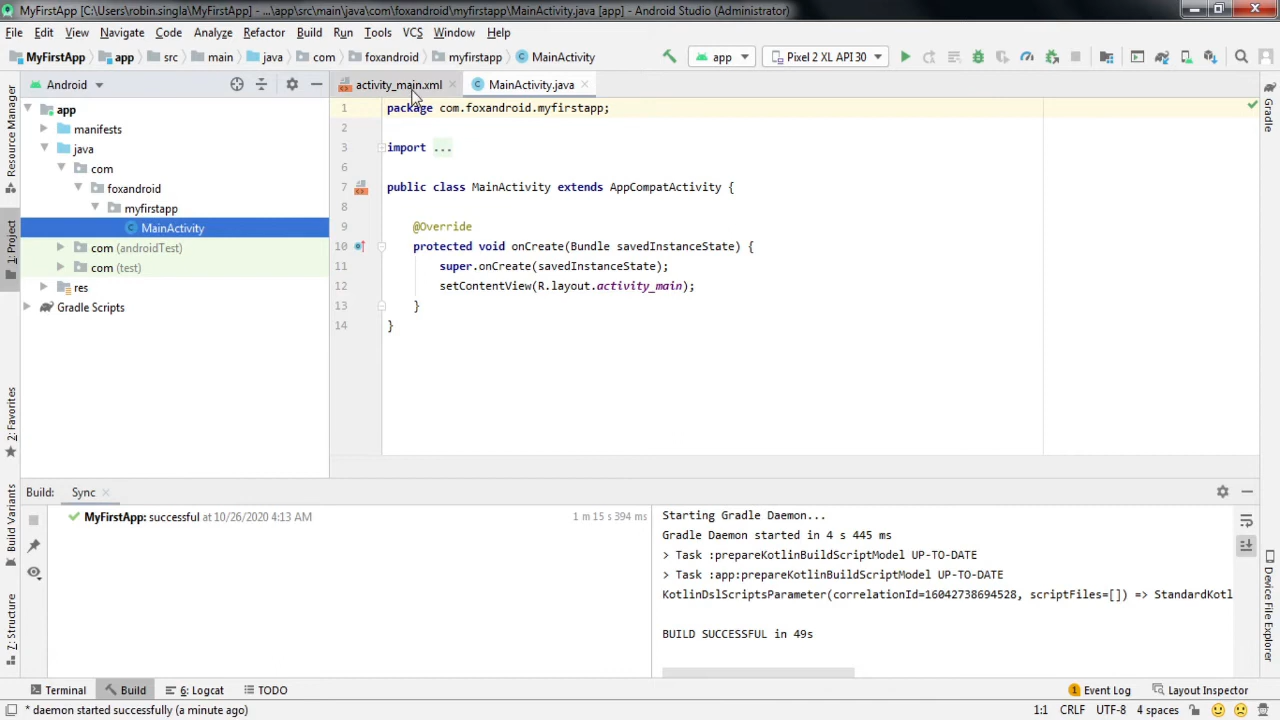 MyFirstApp [C:\Users\robin.singla\MyFirstApp] - ...\app\src\main\java\com\foxandroid\myfirstapp\MainActivity.java [app] - Android Studio (Administrator)
File Edit View Navigate Code Analyze Refactor Build Run Tools VCS Window Help
MyFirstApp app src main java com foxandroid myfirstapp MainActivity app Pixel 2 XL API 30
Android
activity_main.xml
MainActivity.java
app
manifests
java
com
foxandroid
myfirstapp
MainActivity
com (androidTest)
com (test)
res
Gradle Scripts
1 package com.foxandroid.myfirstapp;
2
3 import ...
6
7 public class MainActivity extends AppCompatActivity {
8
9 @Override
10 protected void onCreate(Bundle savedInstanceState) {
11 super.onCreate(savedInstanceState);
12 setContentView(R.layout.activity_main);
13 }
14 }
Resource Manager
1: Project
2: Favorites
Build Variants
Z: Structure
Gradle
Device File Explorer
Build: Sync
MyFirstApp: successful at 10/26/2020 4:13 AM 1 m 15 s 394 ms
Starting Gradle Daemon...
Gradle Daemon started in 4 s 445 ms
> Task :prepareKotlinBuildScriptModel UP-TO-DATE
> Task :app:prepareKotlinBuildScriptModel UP-TO-DATE
KotlinDslScriptsParameter(correlationId=16042738694528, scriptFiles=[]) => StandardKotl
BUILD SUCCESSFUL in 49s
Terminal Build 6: Logcat TODO 1 Event Log Layout Inspector
* daemon started successfully (a minute ago) 1:1 CRLF UTF-8 4 spaces